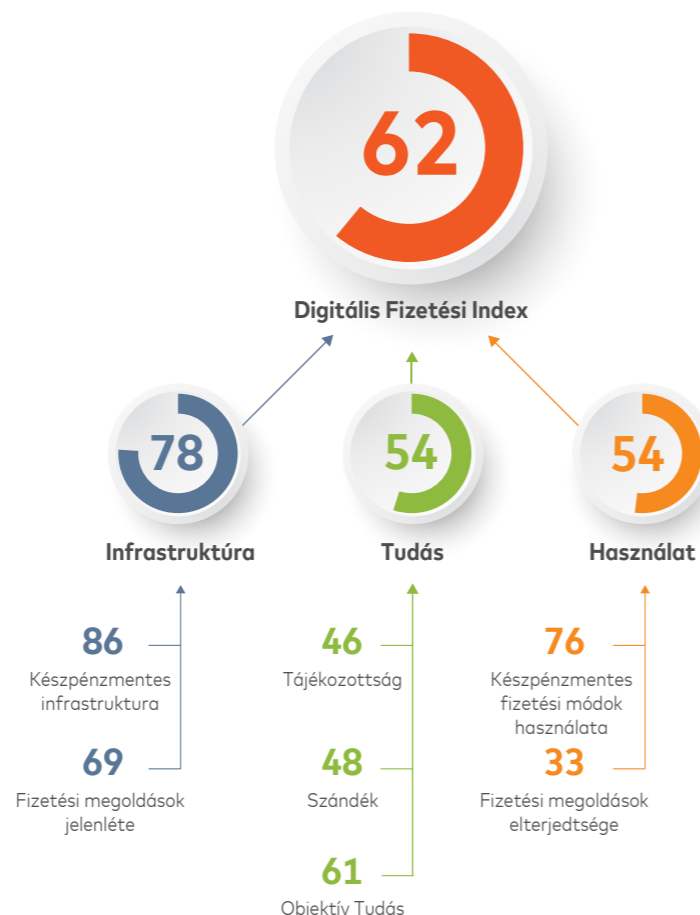 62
Digitális Fizetési Index
78
Infrastruktúra
86
Készpénzmentes
infrastruktura
69
Fizetési megoldások
jelenléte
54
Tudás
46
Tájékozottság
48
Szándék
61
Objektív Tudás
54
Használat
76
Készpénzmentes
fizetési módok
használata
33
Fizetési megoldások
elterjedtsége